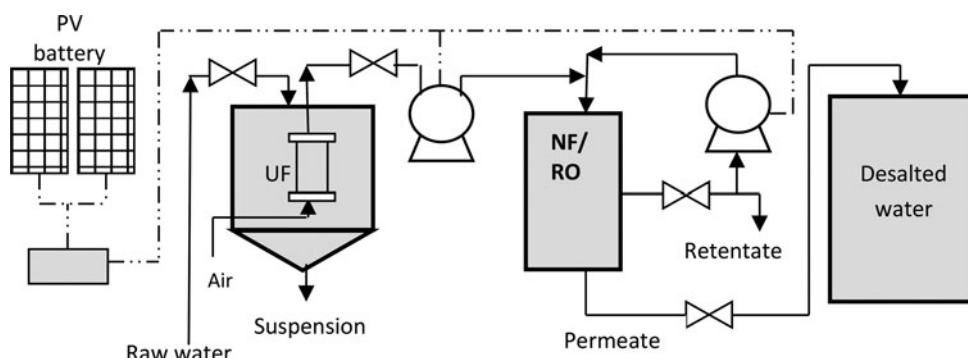 PV
battery
UF
Air
Suspension
Raw water
NF/
RO
Retentate
Permeate
Desalted
water